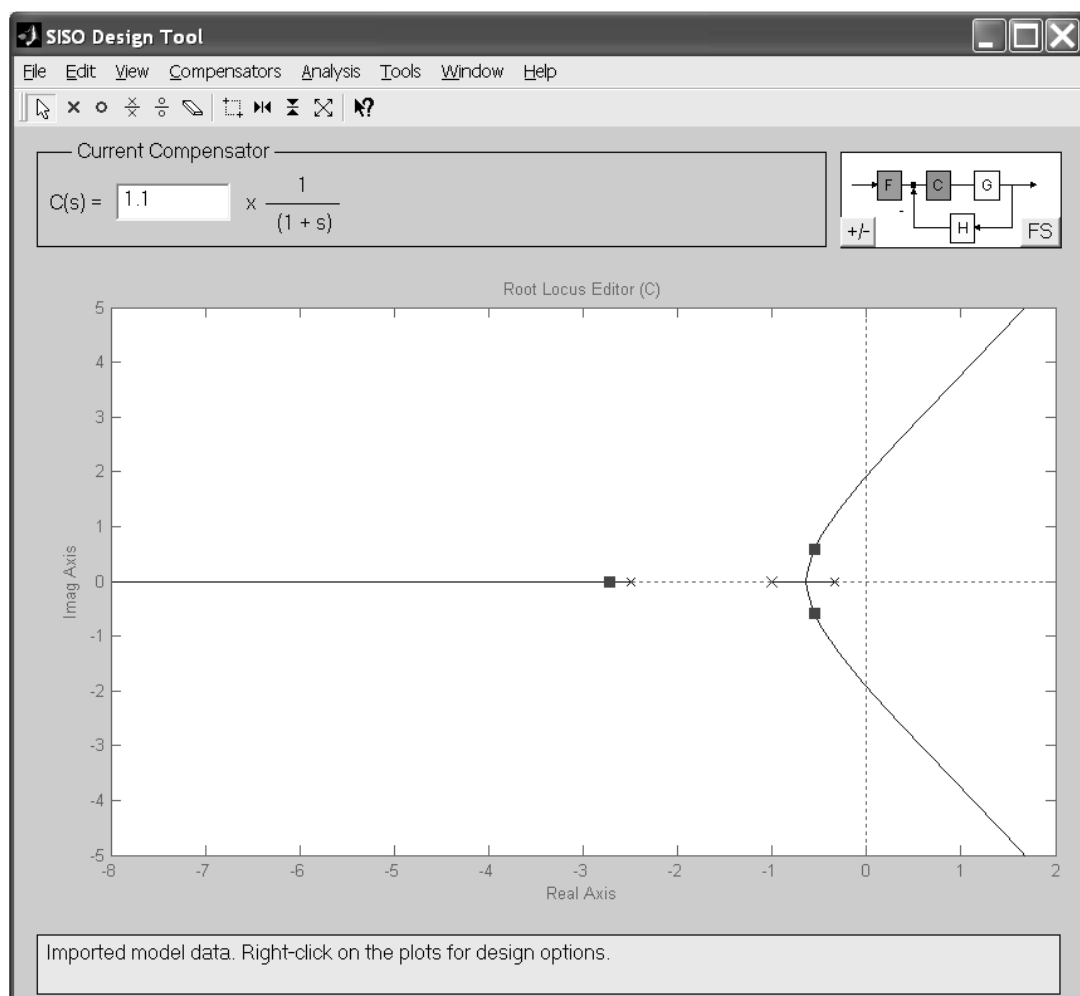 SISO Design Tool
File Edit View Compensators Analysis Tools Window Help
Current Compensator
C(s) = 1.1 x 1
(1 + s)
F C G
-
H
+/- FS
Root Locus Editor (C)
5
4
3
2
1
0
-1
-2
-3
-4
-5
Imag Axis
-8 -7 -6 -5 -4 -3 -2 -1 0 1 2
Real Axis
Imported model data. Right-click on the plots for design options.